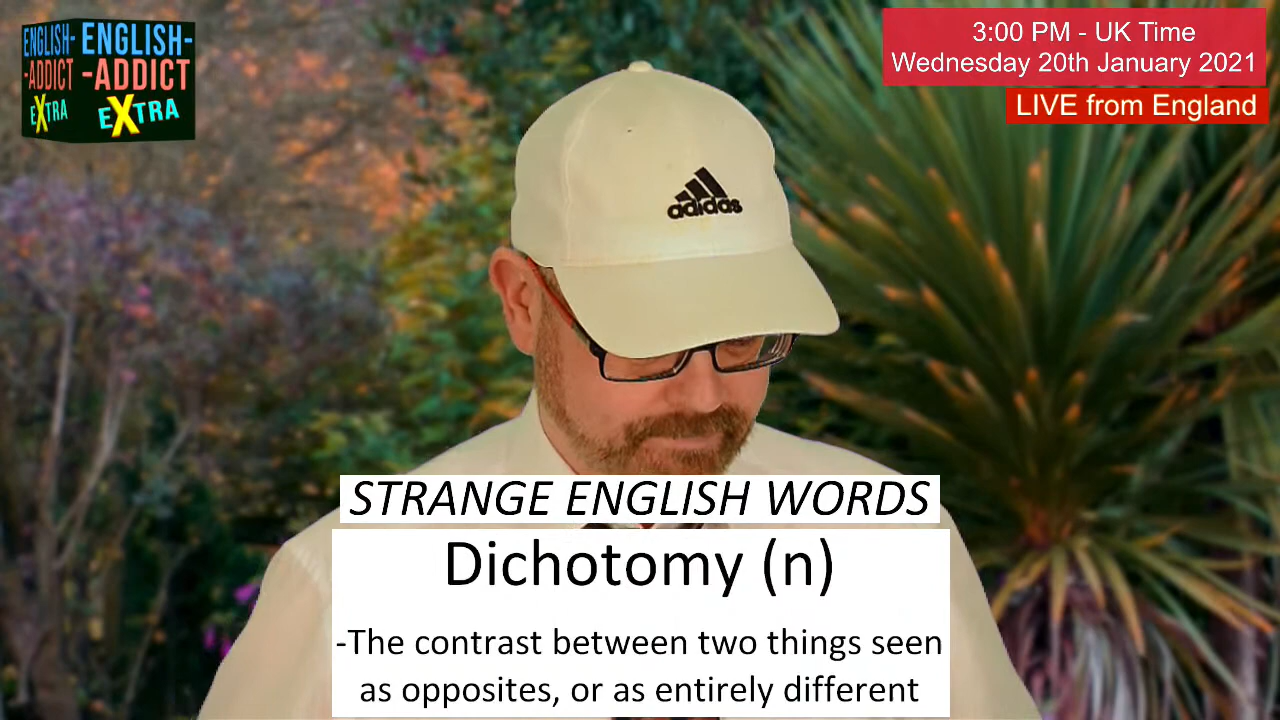 ENGLISH-
-ADDICT
EXTRA
ENGLISH-
-ADDICT
EXTRA
3:00 PM - UK Time
Wednesday 20th January 2021
LIVE from England
adidas
STRANGE ENGLISH WORDS
Dichotomy (n)
-The contrast between two things seen
as opposites, or as entirely different